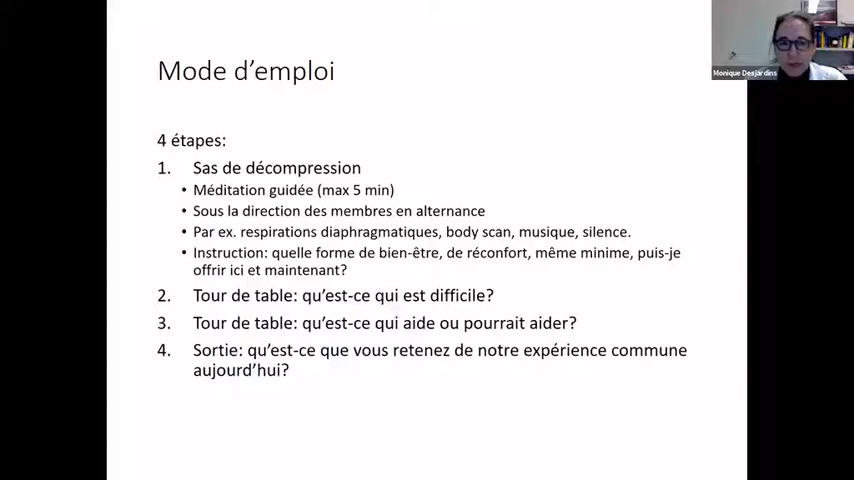 Monique Desjardins
Mode d’emploi
4 étapes:
1. Sas de décompression
• Méditation guidée (max 5 min)
• Sous la direction des membres en alternance
• Par ex. respirations diaphragmatiques, body scan, musique, silence.
• Instruction: quelle forme de bien-être, de réconfort, même minime, puis-je
offrir ici et maintenant?
2. Tour de table: qu’est-ce qui est difficile?
3. Tour de table: qu’est-ce qui aide ou pourrait aider?
4. Sortie: qu’est-ce que vous retenez de notre expérience commune
aujourd’hui?